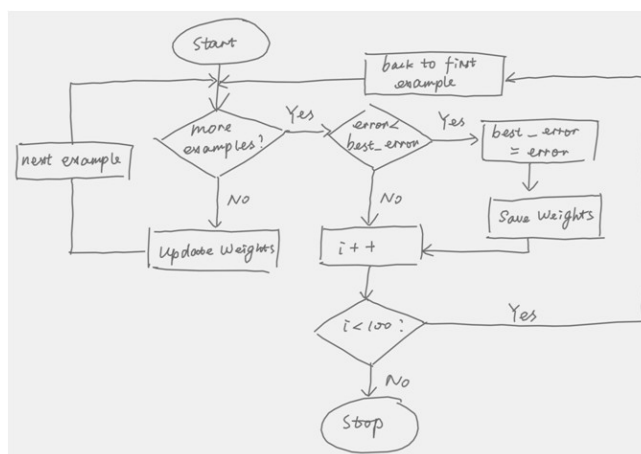 Start
back to first
example
more
examples?
Yes
error<
best_error
Yes
best_error
= error
next example
No
No
Save Weights
Update Weights
i++
i<100?
Yes
No
Stop